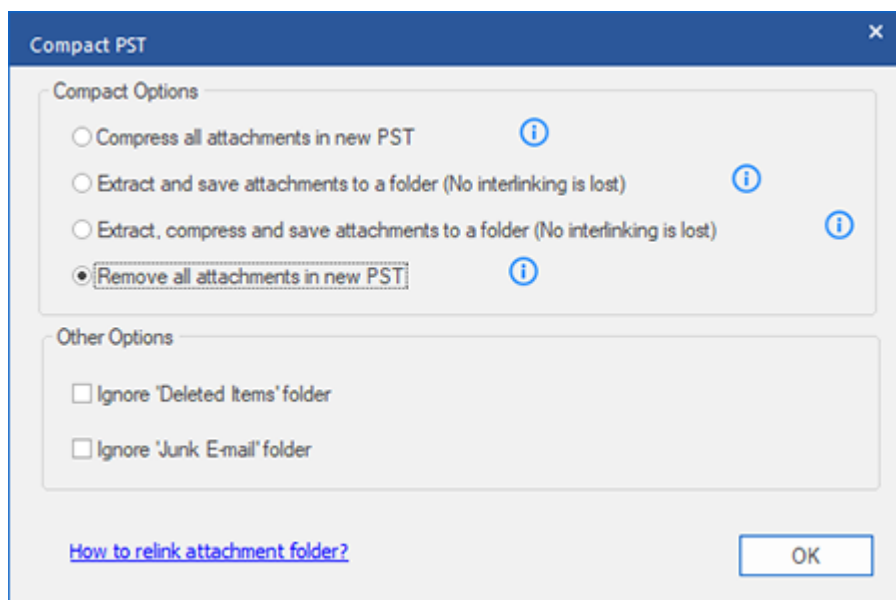 Compact PST
Compact Options
Compress all attachments in new PST
Extract and save attachments to a folder (No interlinking is lost)
Extract, compress and save attachments to a folder (No interlinking is lost)
Remove all attachments in new PST
Other Options
Ignore 'Deleted Items' folder
Ignore 'Junk E-mail' folder
How to relink attachment folder?
OK